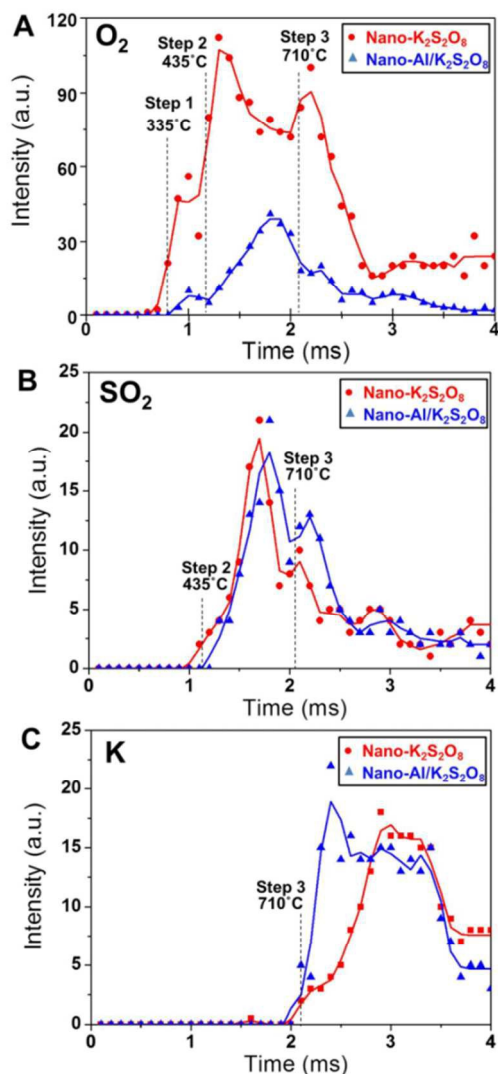 A
O₂
Nano-K₂S₂O₈
Nano-Al/K₂S₂O₈
Step 1
335°C
Step 2
435°C
Step 3
710°C
Intensity (a.u.)
120
90
60
30
0
0 1 2 3 4
Time (ms)
B
SO₂
Nano-K₂S₂O₈
Nano-Al/K₂S₂O₈
Step 2
435°C
Step 3
710°C
Intensity (a.u.)
25
20
15
10
5
0
0 1 2 3 4
Time (ms)
C
K
Nano-K₂S₂O₈
Nano-Al/K₂S₂O₈
Step 3
710°C
Intensity (a.u.)
25
20
15
10
5
0
0 1 2 3 4
Time (ms)